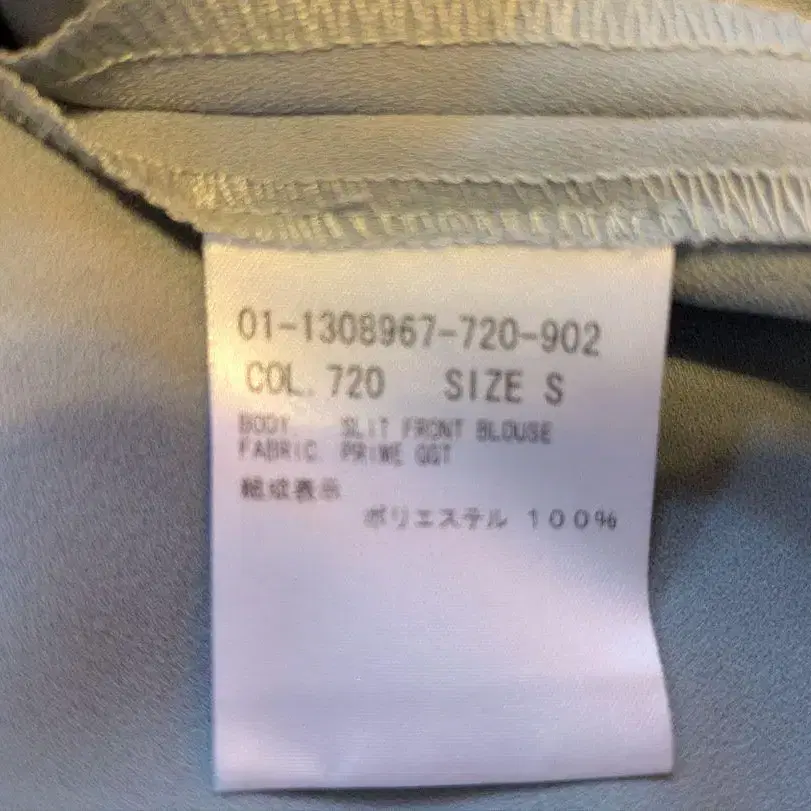 01-1308967-720-902
COL. 720 SIZE S
BODY. SLIT FRONT BLOUSE
FABRIC. PRIME GGT
組成表示
ポリエステル 100%